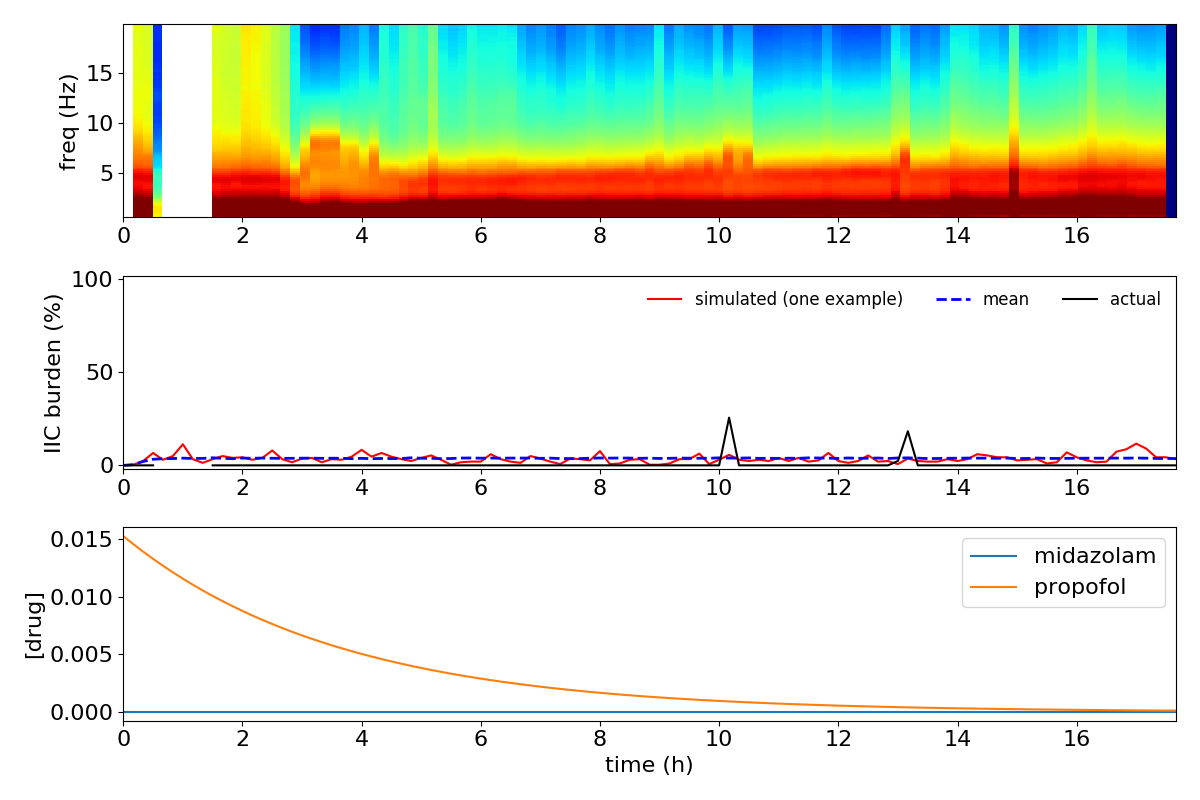 freq (Hz)
15
10
5
0 2 4 6 8 10 12 14 16
IIC burden (%)
100
50
0
simulated (one example) mean actual
0 2 4 6 8 10 12 14 16
[drug]
0.015
0.010
0.005
0.000
midazolam
propofol
0 2 4 6 8 10 12 14 16
time (h)